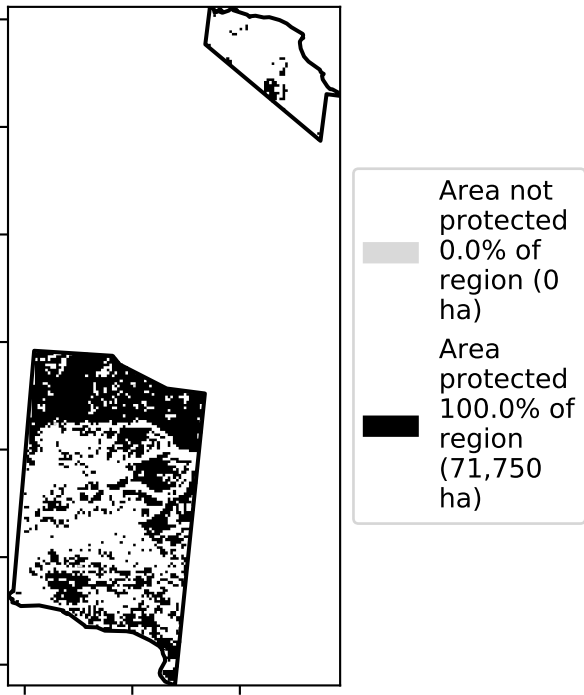 Area not
protected
0.0% of
region (0
ha)
Area
protected
100.0% of
region
(71,750
ha)